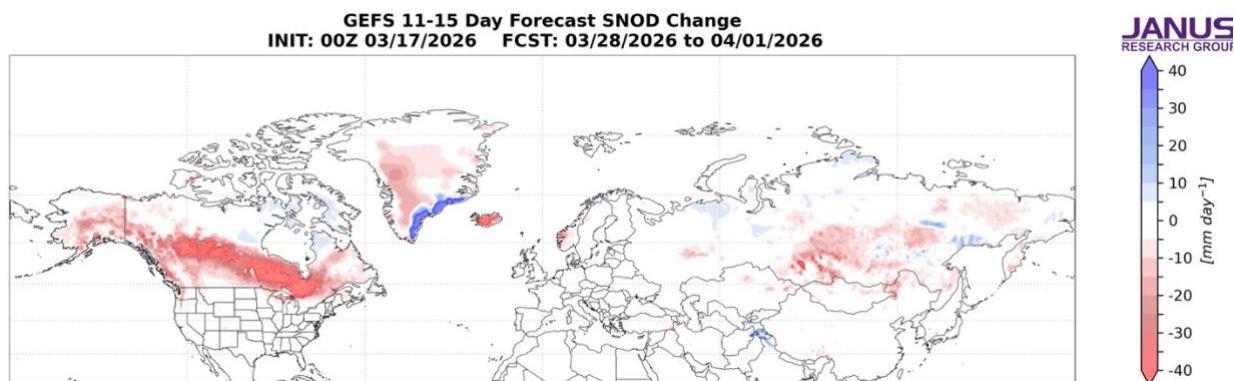 GEFS 11-15 Day Forecast SNOD Change
INIT: 00Z 03/17/2026 FCST: 03/28/2026 to 04/01/2026
JANUS
RESEARCH GROUP
40
30
20
10
0
-10
-20
-30
-40
[mm day⁻¹]